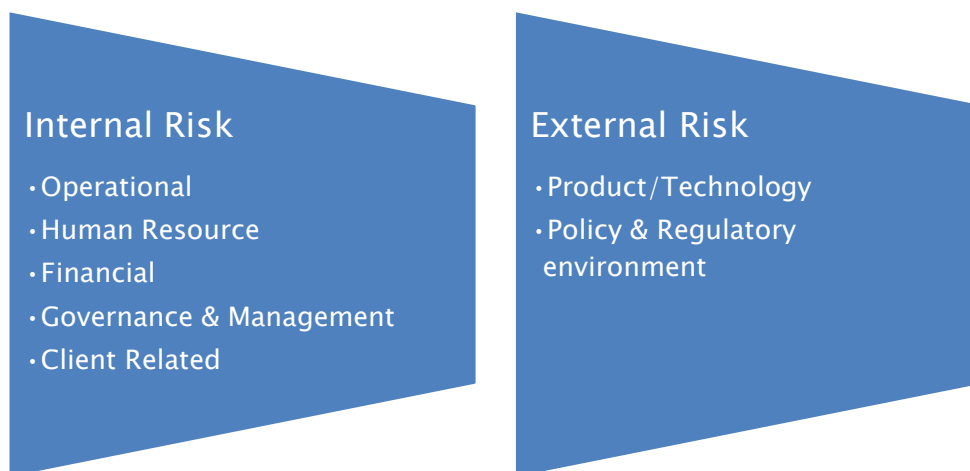 Internal Risk
·Operational
·Human Resource
·Financial
·Governance & Management
·Client Related
External Risk
·Product/Technology
·Policy & Regulatory
environment